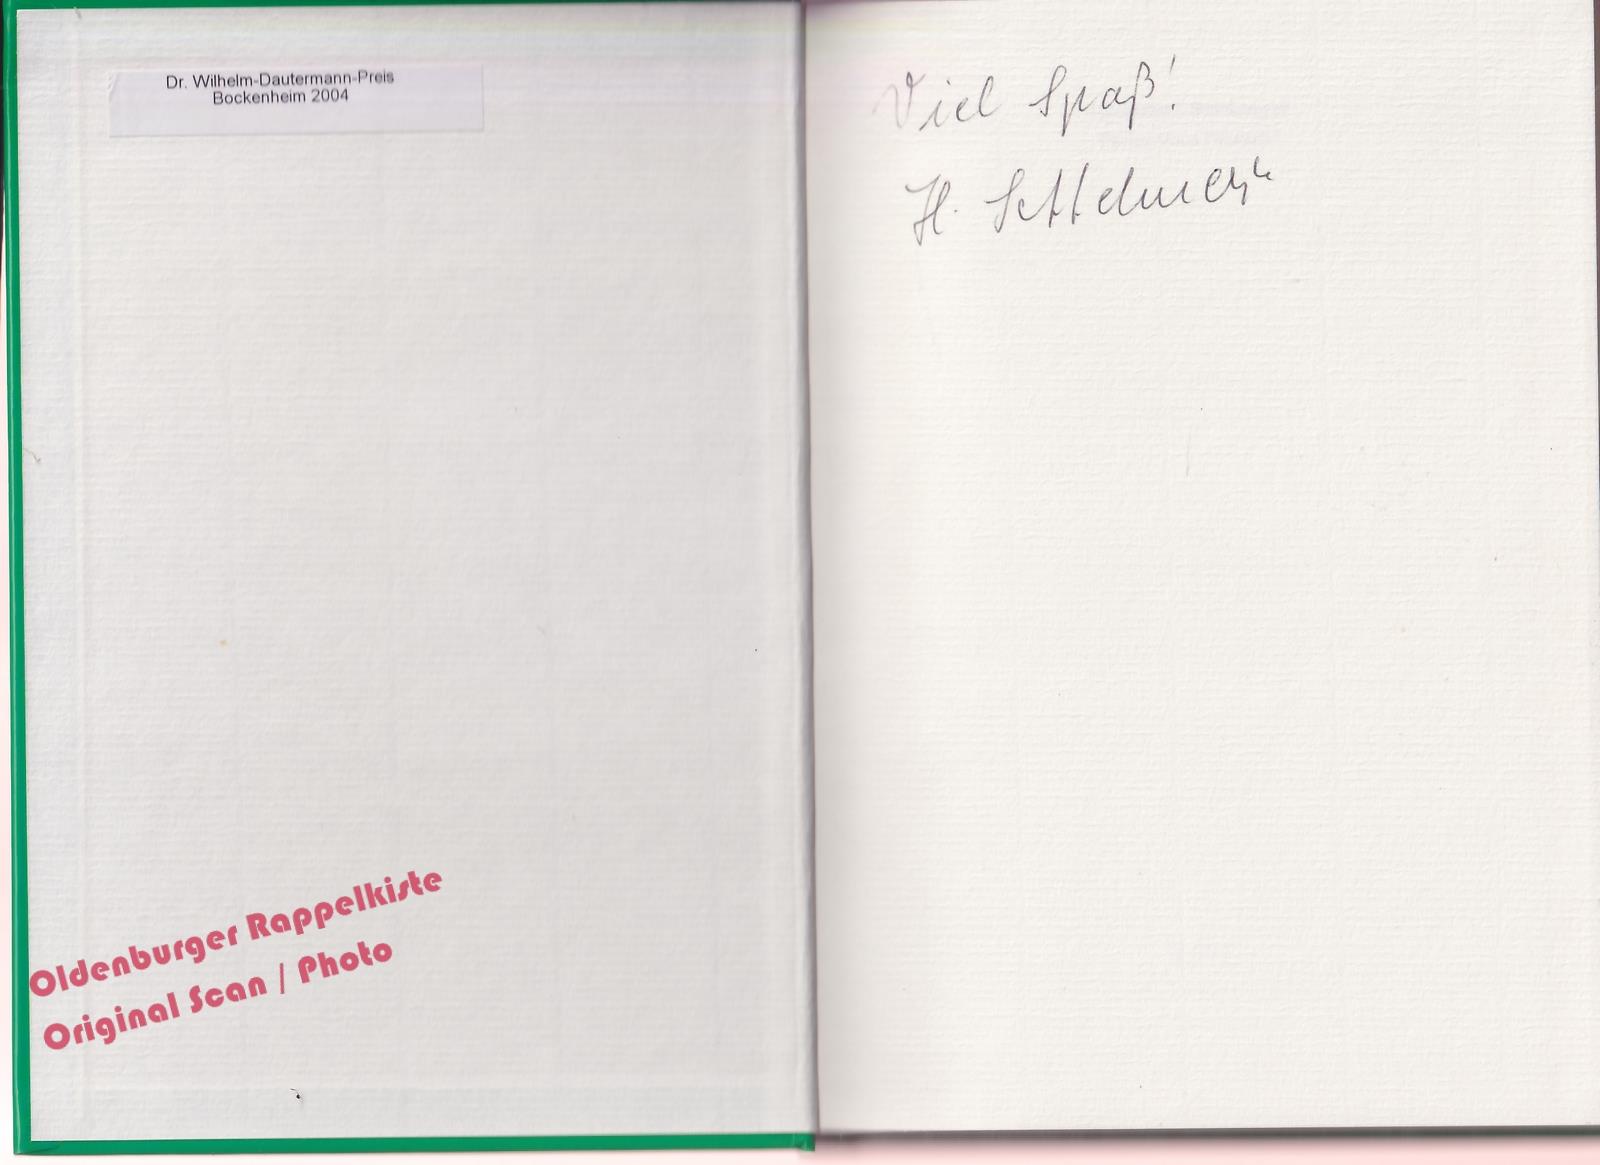 Dr. Wilhelm-Dautermann-Preis
Bockenheim 2004
Viel Spaß!
H.
Oldenburger Rappelkiste
Original Scan / Photo